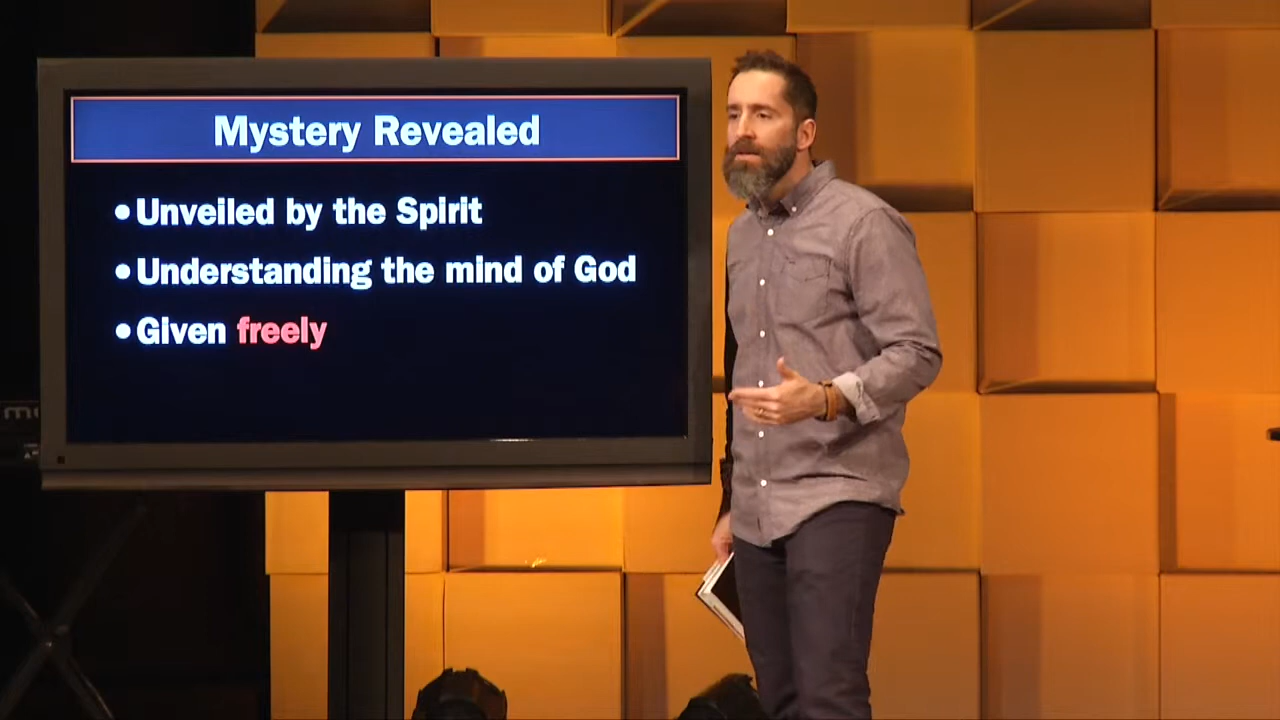 Mystery Revealed
•Unveiled by the Spirit
•Understanding the mind of God
•Given freely